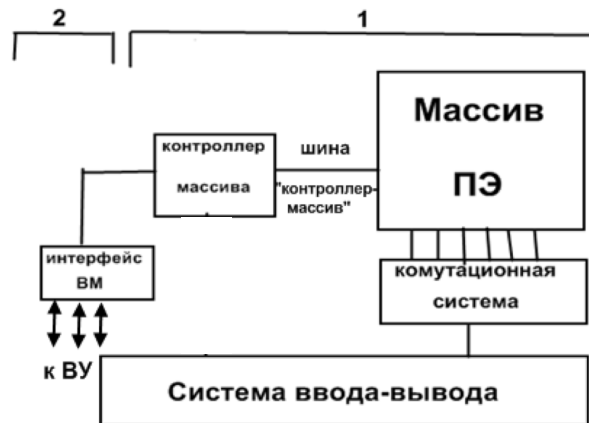 2
1
Массив
ПЭ
контроллер
массива
шина
"контроллер-
массив"
интерфейс
ВМ
комутационная
система
к ВУ
Система ввода-вывода